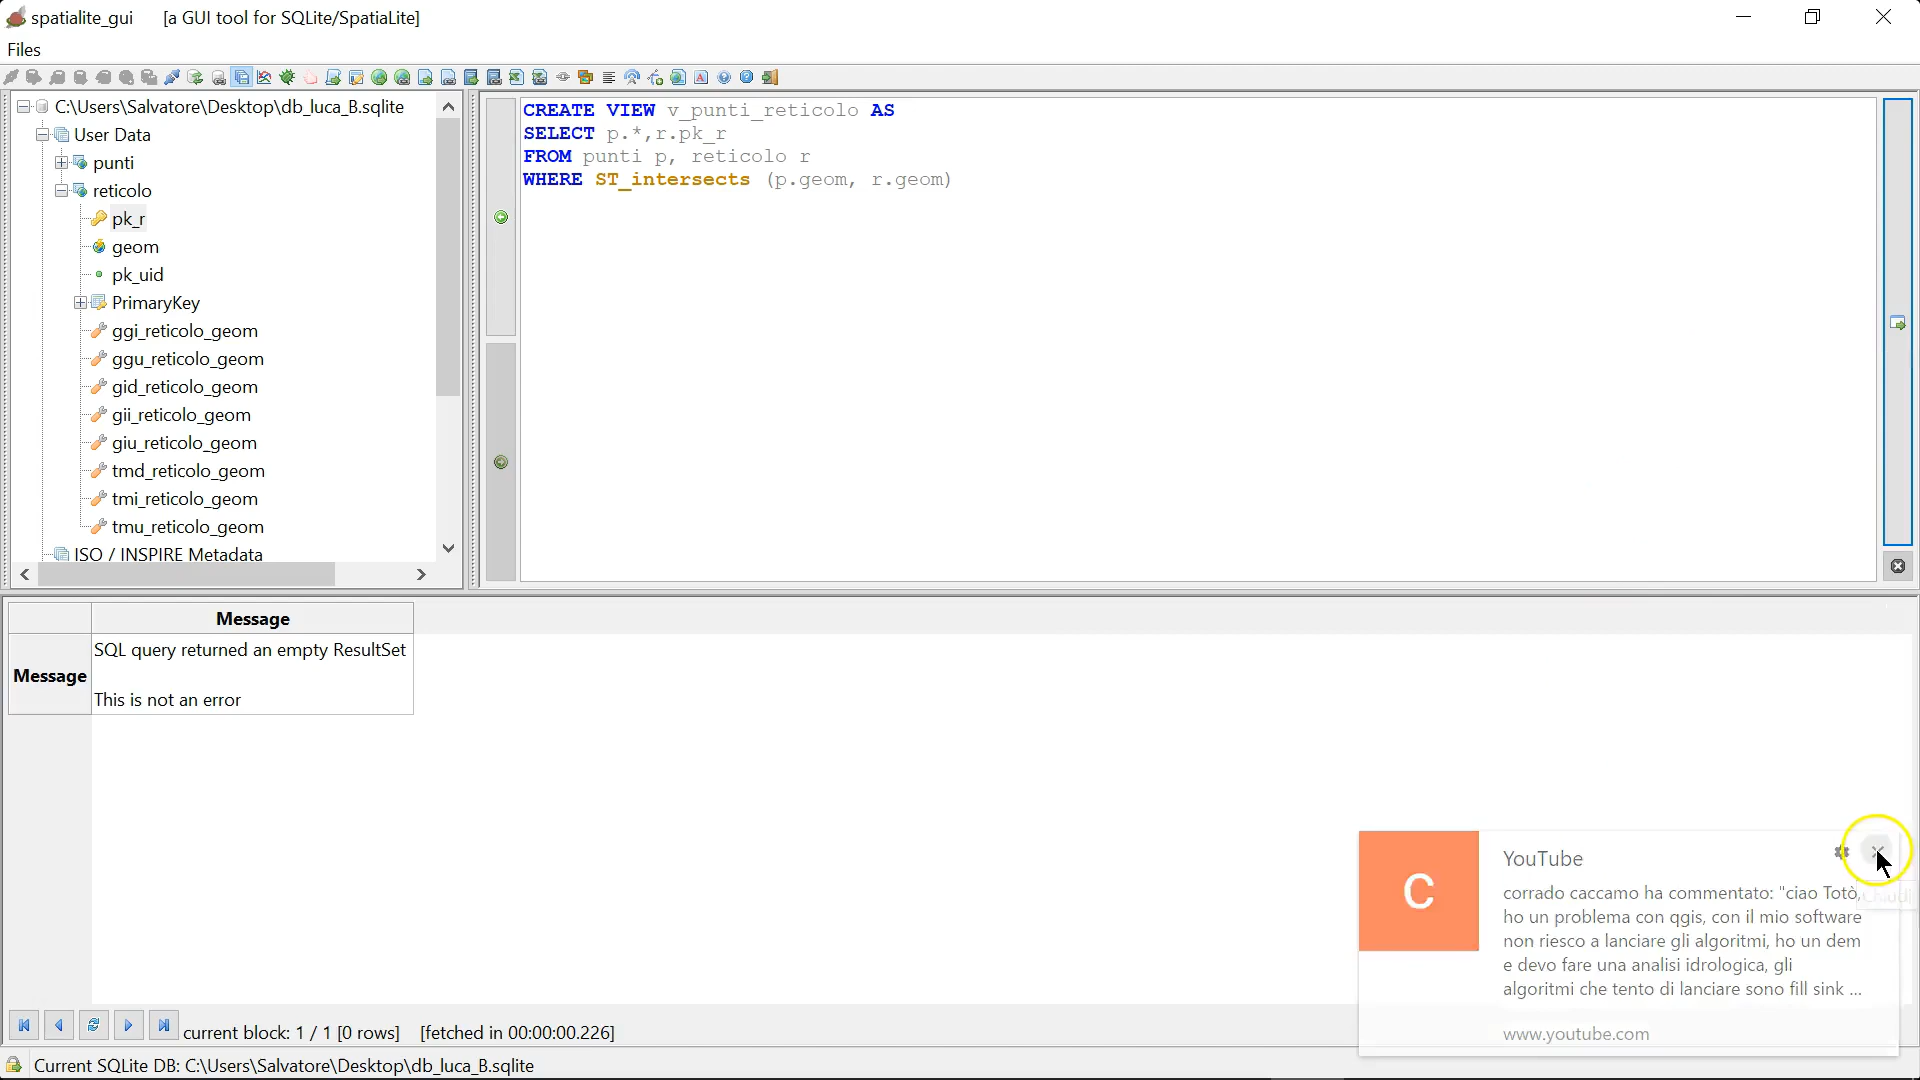 spatialite_gui [a GUI tool for SQLite/SpatiaLite]
Files
C:\Users\Salvatore\Desktop\db_luca_B.sqlite
User Data
punti
reticolo
pk_r
geom
pk_uid
PrimaryKey
ggi_reticolo_geom
ggu_reticolo_geom
gid_reticolo_geom
gii_reticolo_geom
giu_reticolo_geom
tmd_reticolo_geom
tmi_reticolo_geom
tmu_reticolo_geom
ISO / INSPIRE Metadata
CREATE VIEW v_punti_reticolo AS
SELECT p.*,r.pk_r
FROM punti p, reticolo r
WHERE ST_intersects (p.geom, r.geom)
Message
Message
SQL query returned an empty ResultSet
This is not an error
C
YouTube
corrado caccamo ha commentato: "ciao Totò,
ho un problema con qgis, con il mio software
non riesco a lanciare gli algoritmi, ho un dem
e devo fare una analisi idrologica, gli
algoritmi che tento di lanciare sono fill sink ...
www.youtube.com
current block: 1 / 1 [0 rows] [fetched in 00:00:00.226]
Current SQLite DB: C:\Users\Salvatore\Desktop\db_luca_B.sqlite